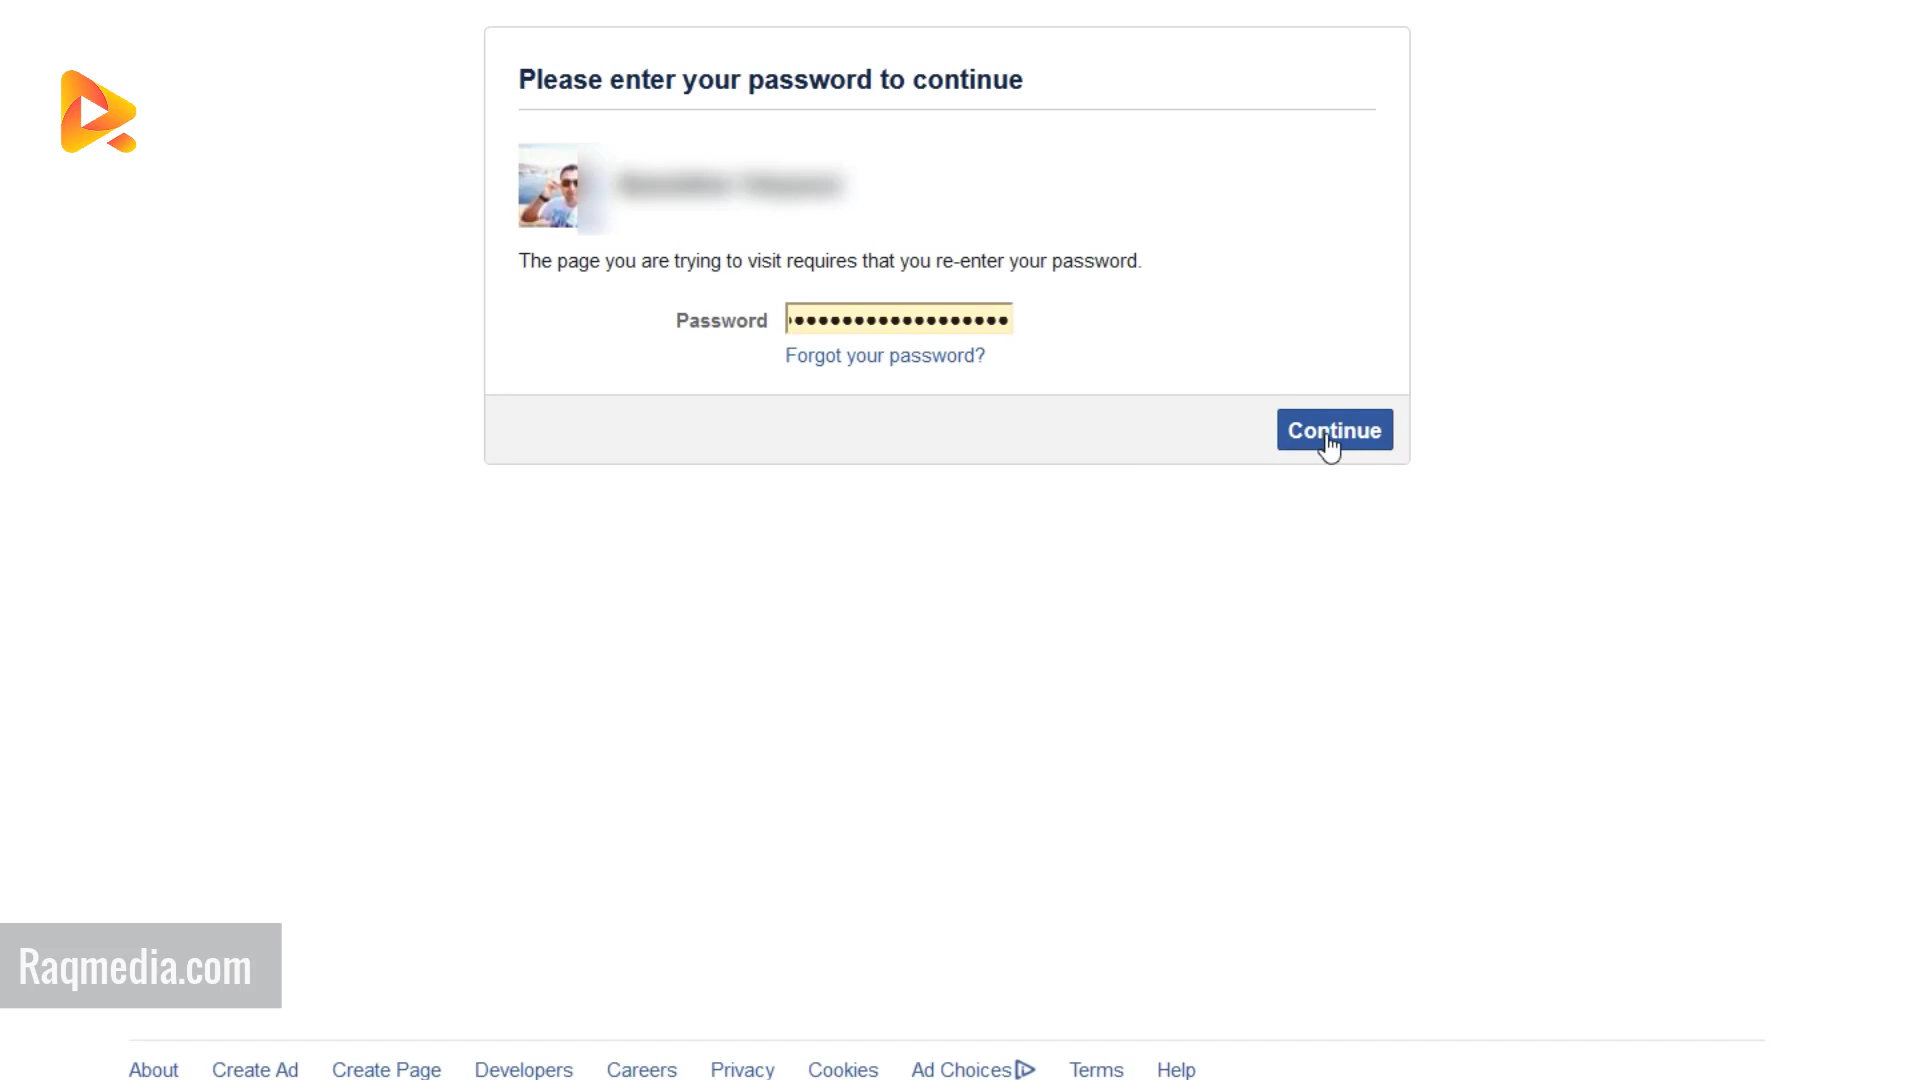 Please enter your password to continue
The page you are trying to visit requires that you re-enter your password.
Password
Forgot your password?
Continue
Raqmedia.com
About Create Ad Create Page Developers Careers Privacy Cookies Ad Choices Terms Help